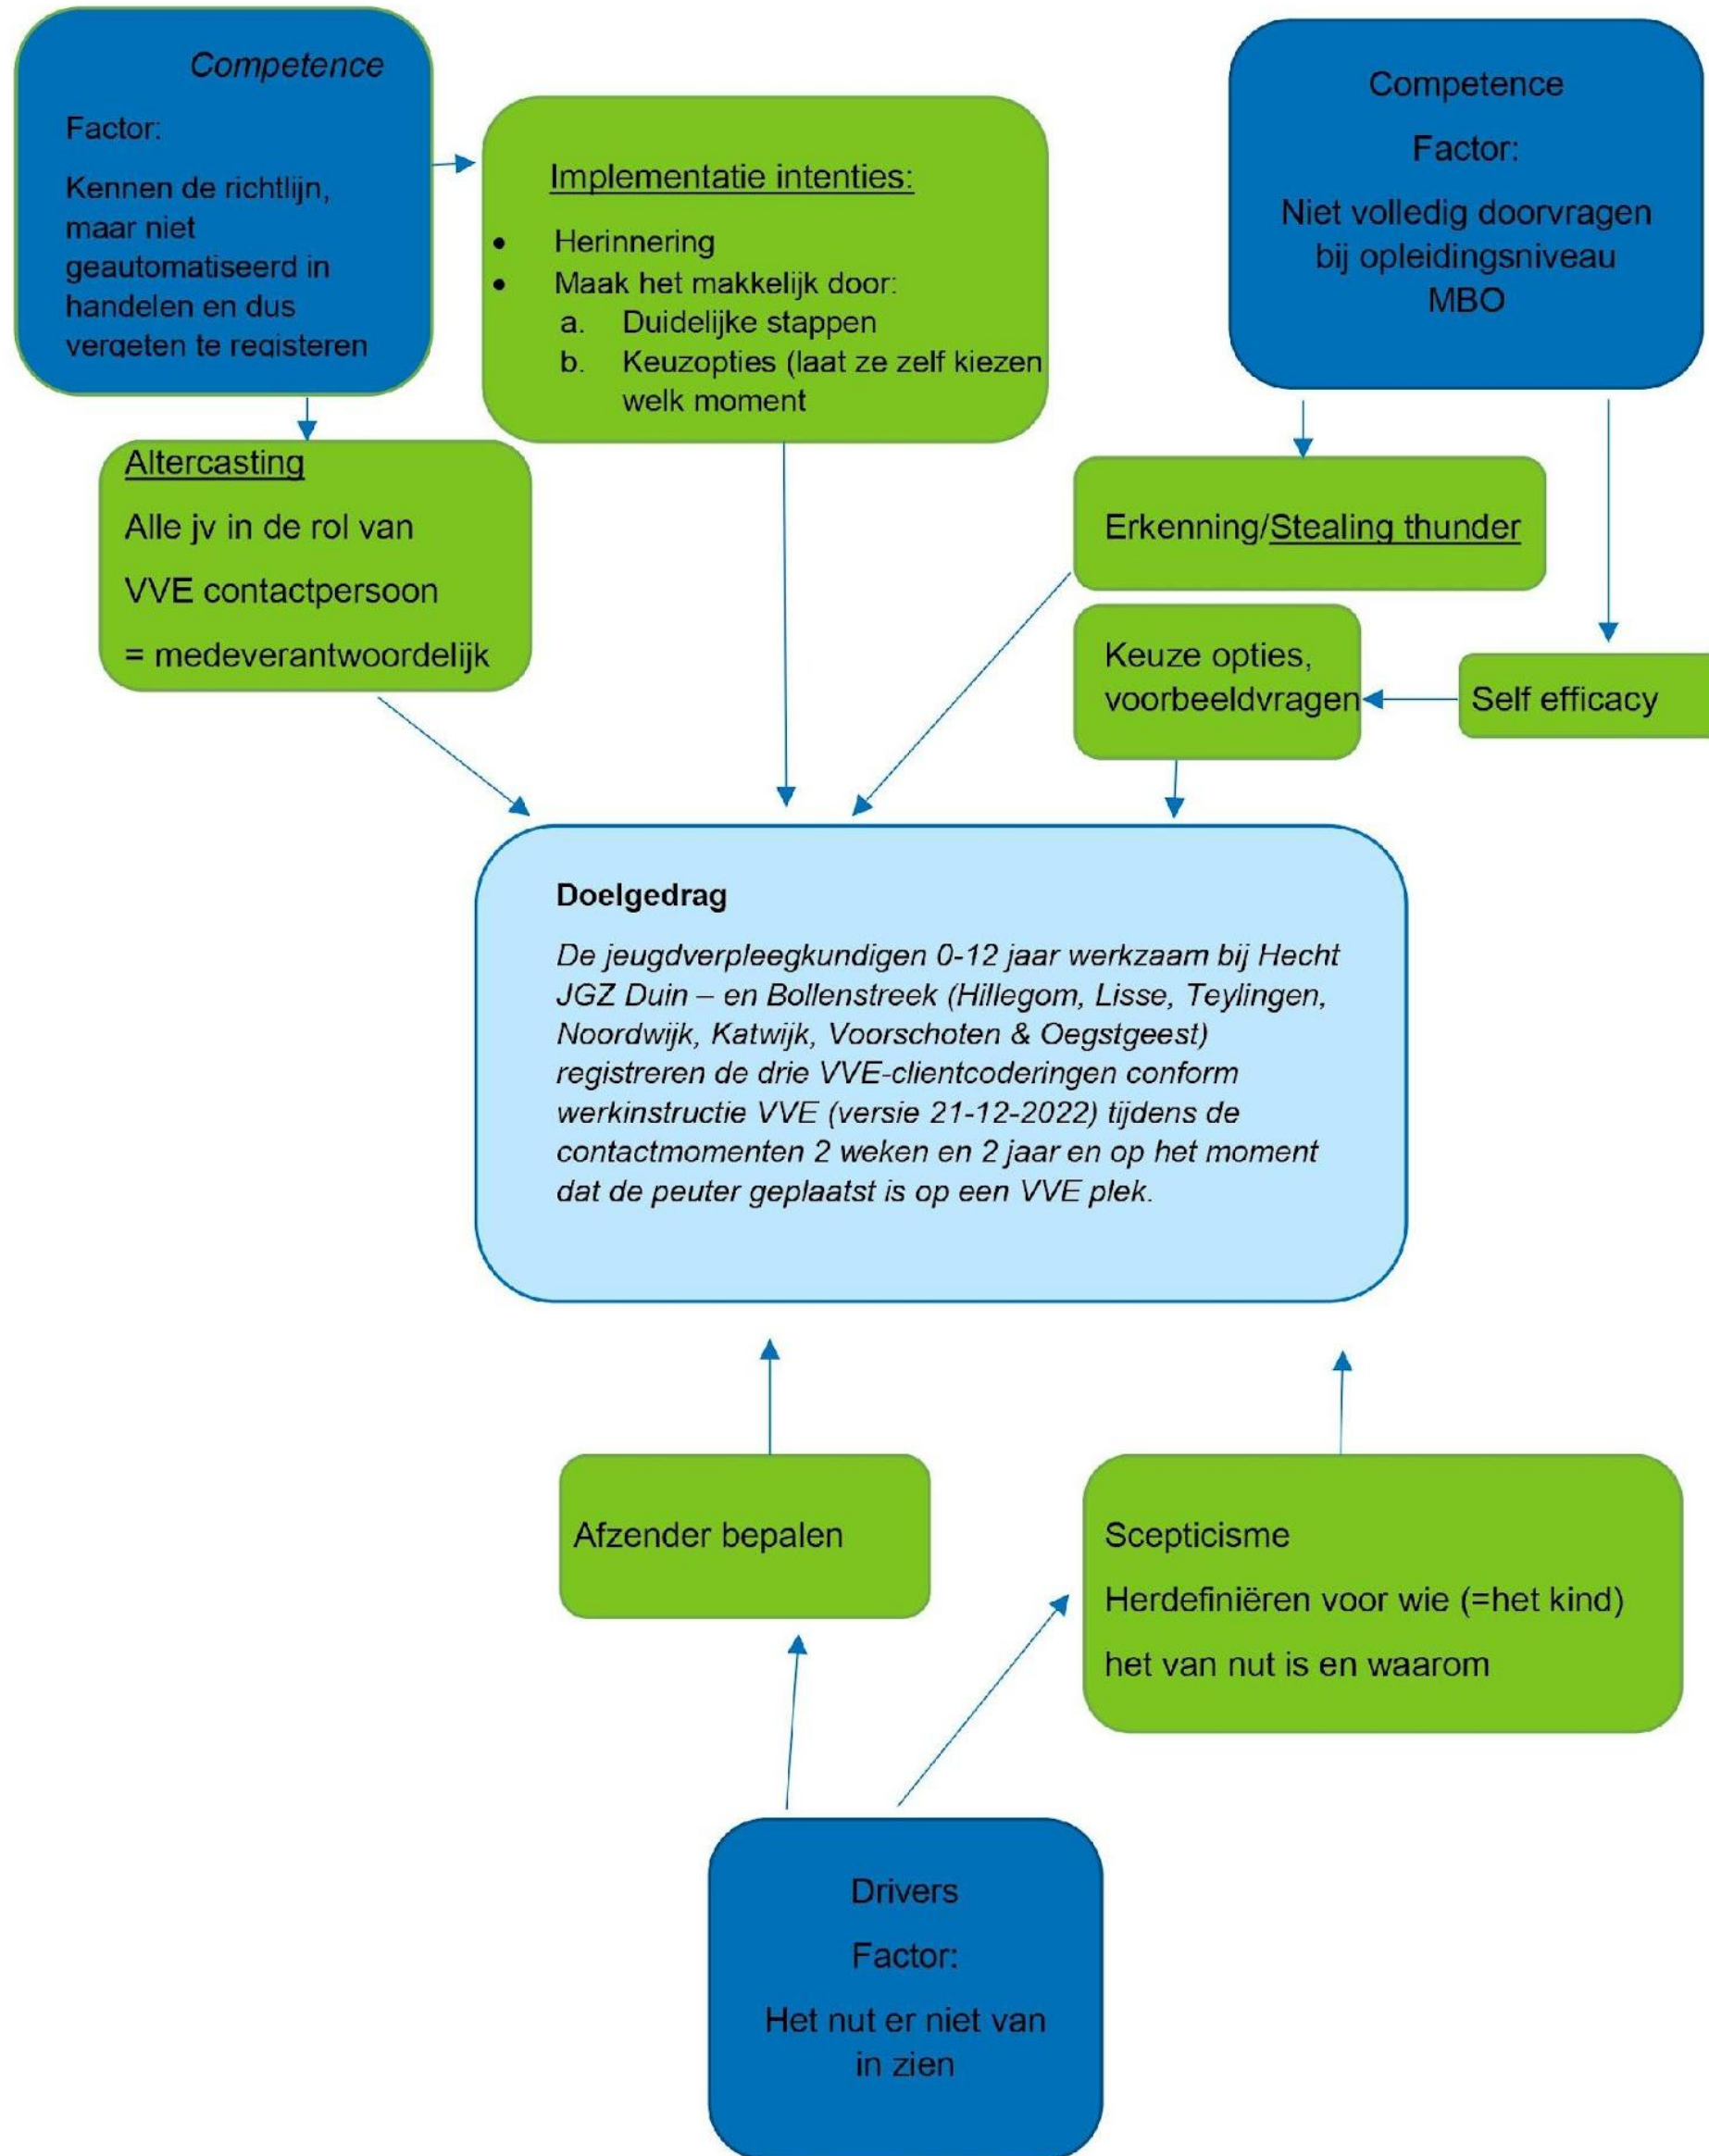 Competence
Factor:
Kennen de richtlijn,
maar niet
geautomatiseerd in
handelen en dus
vergeten te registeren
Implementatie intenties:
• Herinnering
• Maak het makkelijk door:
a. Duidelijke stappen
b. Keuzopties (laat ze zelf kiezen
welk moment
Competence
Factor:
Niet volledig doorvragen
bij opleidingsniveau
MBO
Altercasting
Alle jv in de rol van
VVE contactpersoon
= medeverantwoordelijk
Erkenning/Stealing thunder
Keuze opties,
voorbeeldvragen
Self efficacy
Doelgedrag
De jeugdverpleegkundigen 0-12 jaar werkzaam bij Hecht
JGZ Duin – en Bollenstreek (Hillegom, Lisse, Teylingen,
Noordwijk, Katwijk, Voorschoten & Oegstgeest)
registreren de drie VVE-clientcoderingen conform
werkinstructie VVE (versie 21-12-2022) tijdens de
contactmomenten 2 weken en 2 jaar en op het moment
dat de peuter geplaatst is op een VVE plek.
Afzender bepalen
Scepticisme
Herdefiniëren voor wie (=het kind)
het van nut is en waarom
Drivers
Factor:
Het nut er niet van
in zien